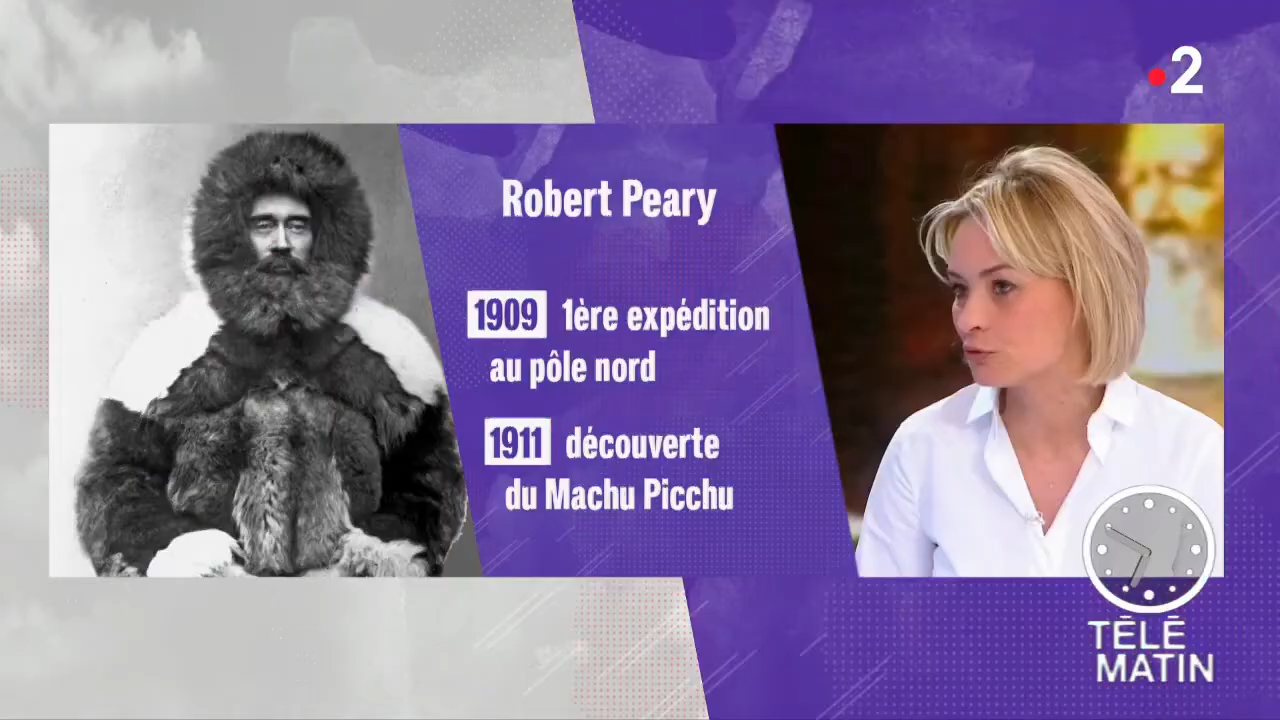 2
Robert Peary
1909 1ère expédition
au pôle nord
1911 découverte
du Machu Picchu
TÉLÉ
MATIN